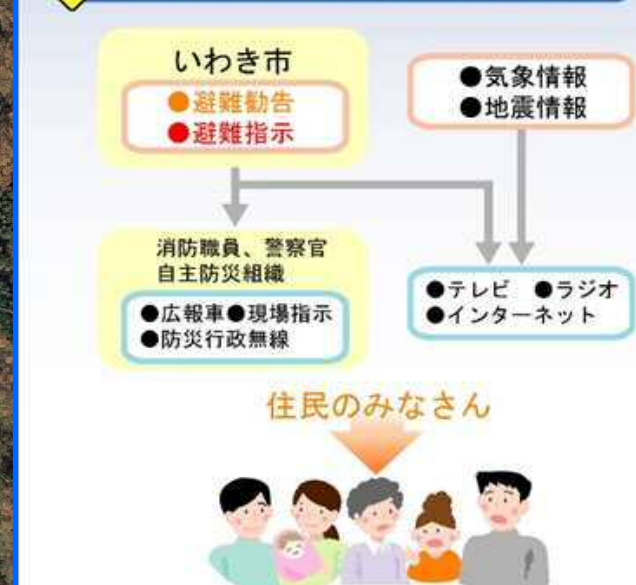 いわき市
●避難勧告
●避難指示
●気象情報
●地震情報
消防職員、警察官
自主防災組織
●広報車●現場指示
●防災行政無線
●テレビ ●ラジオ
●インターネット
住民のみなさん